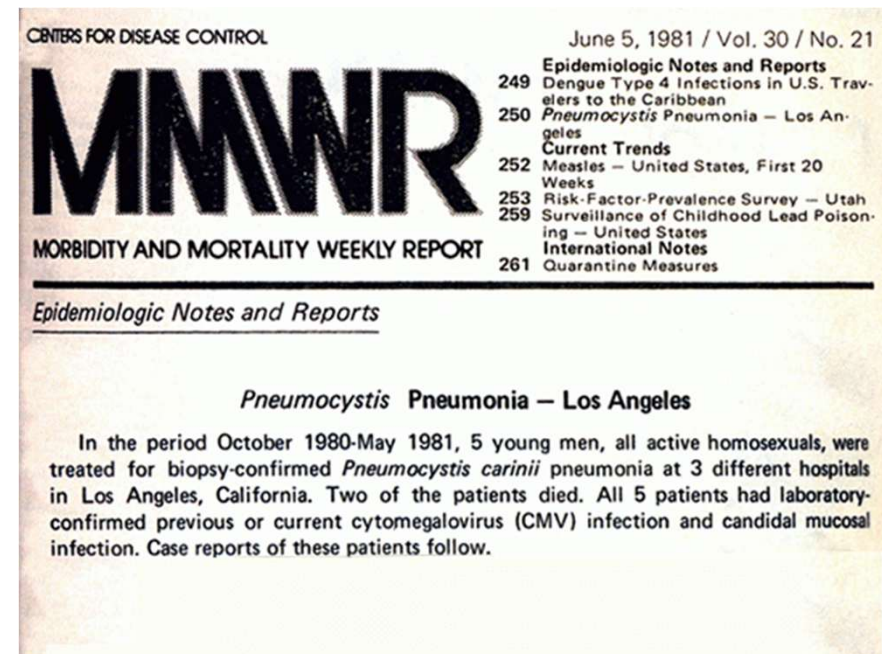 CENTERS FOR DISEASE CONTROL
June 5, 1981 / Vol. 30 / No. 21
MMWR
MORBIDITY AND MORTALITY WEEKLY REPORT
Epidemiologic Notes and Reports
249 Dengue Type 4 Infections in U.S. Trav-
elers to the Caribbean
250 Pneumocystis Pneumonia — Los An-
geles
Current Trends
252 Measles — United States, First 20
Weeks
253 Risk-Factor-Prevalence Survey — Utah
259 Surveillance of Childhood Lead Poison-
ing — United States
International Notes
261 Quarantine Measures
Epidemiologic Notes and Reports
Pneumocystis Pneumonia — Los Angeles
In the period October 1980-May 1981, 5 young men, all active homosexuals, were
treated for biopsy-confirmed Pneumocystis carinii pneumonia at 3 different hospitals
in Los Angeles, California. Two of the patients died. All 5 patients had laboratory-
confirmed previous or current cytomegalovirus (CMV) infection and candidal mucosal
infection. Case reports of these patients follow.